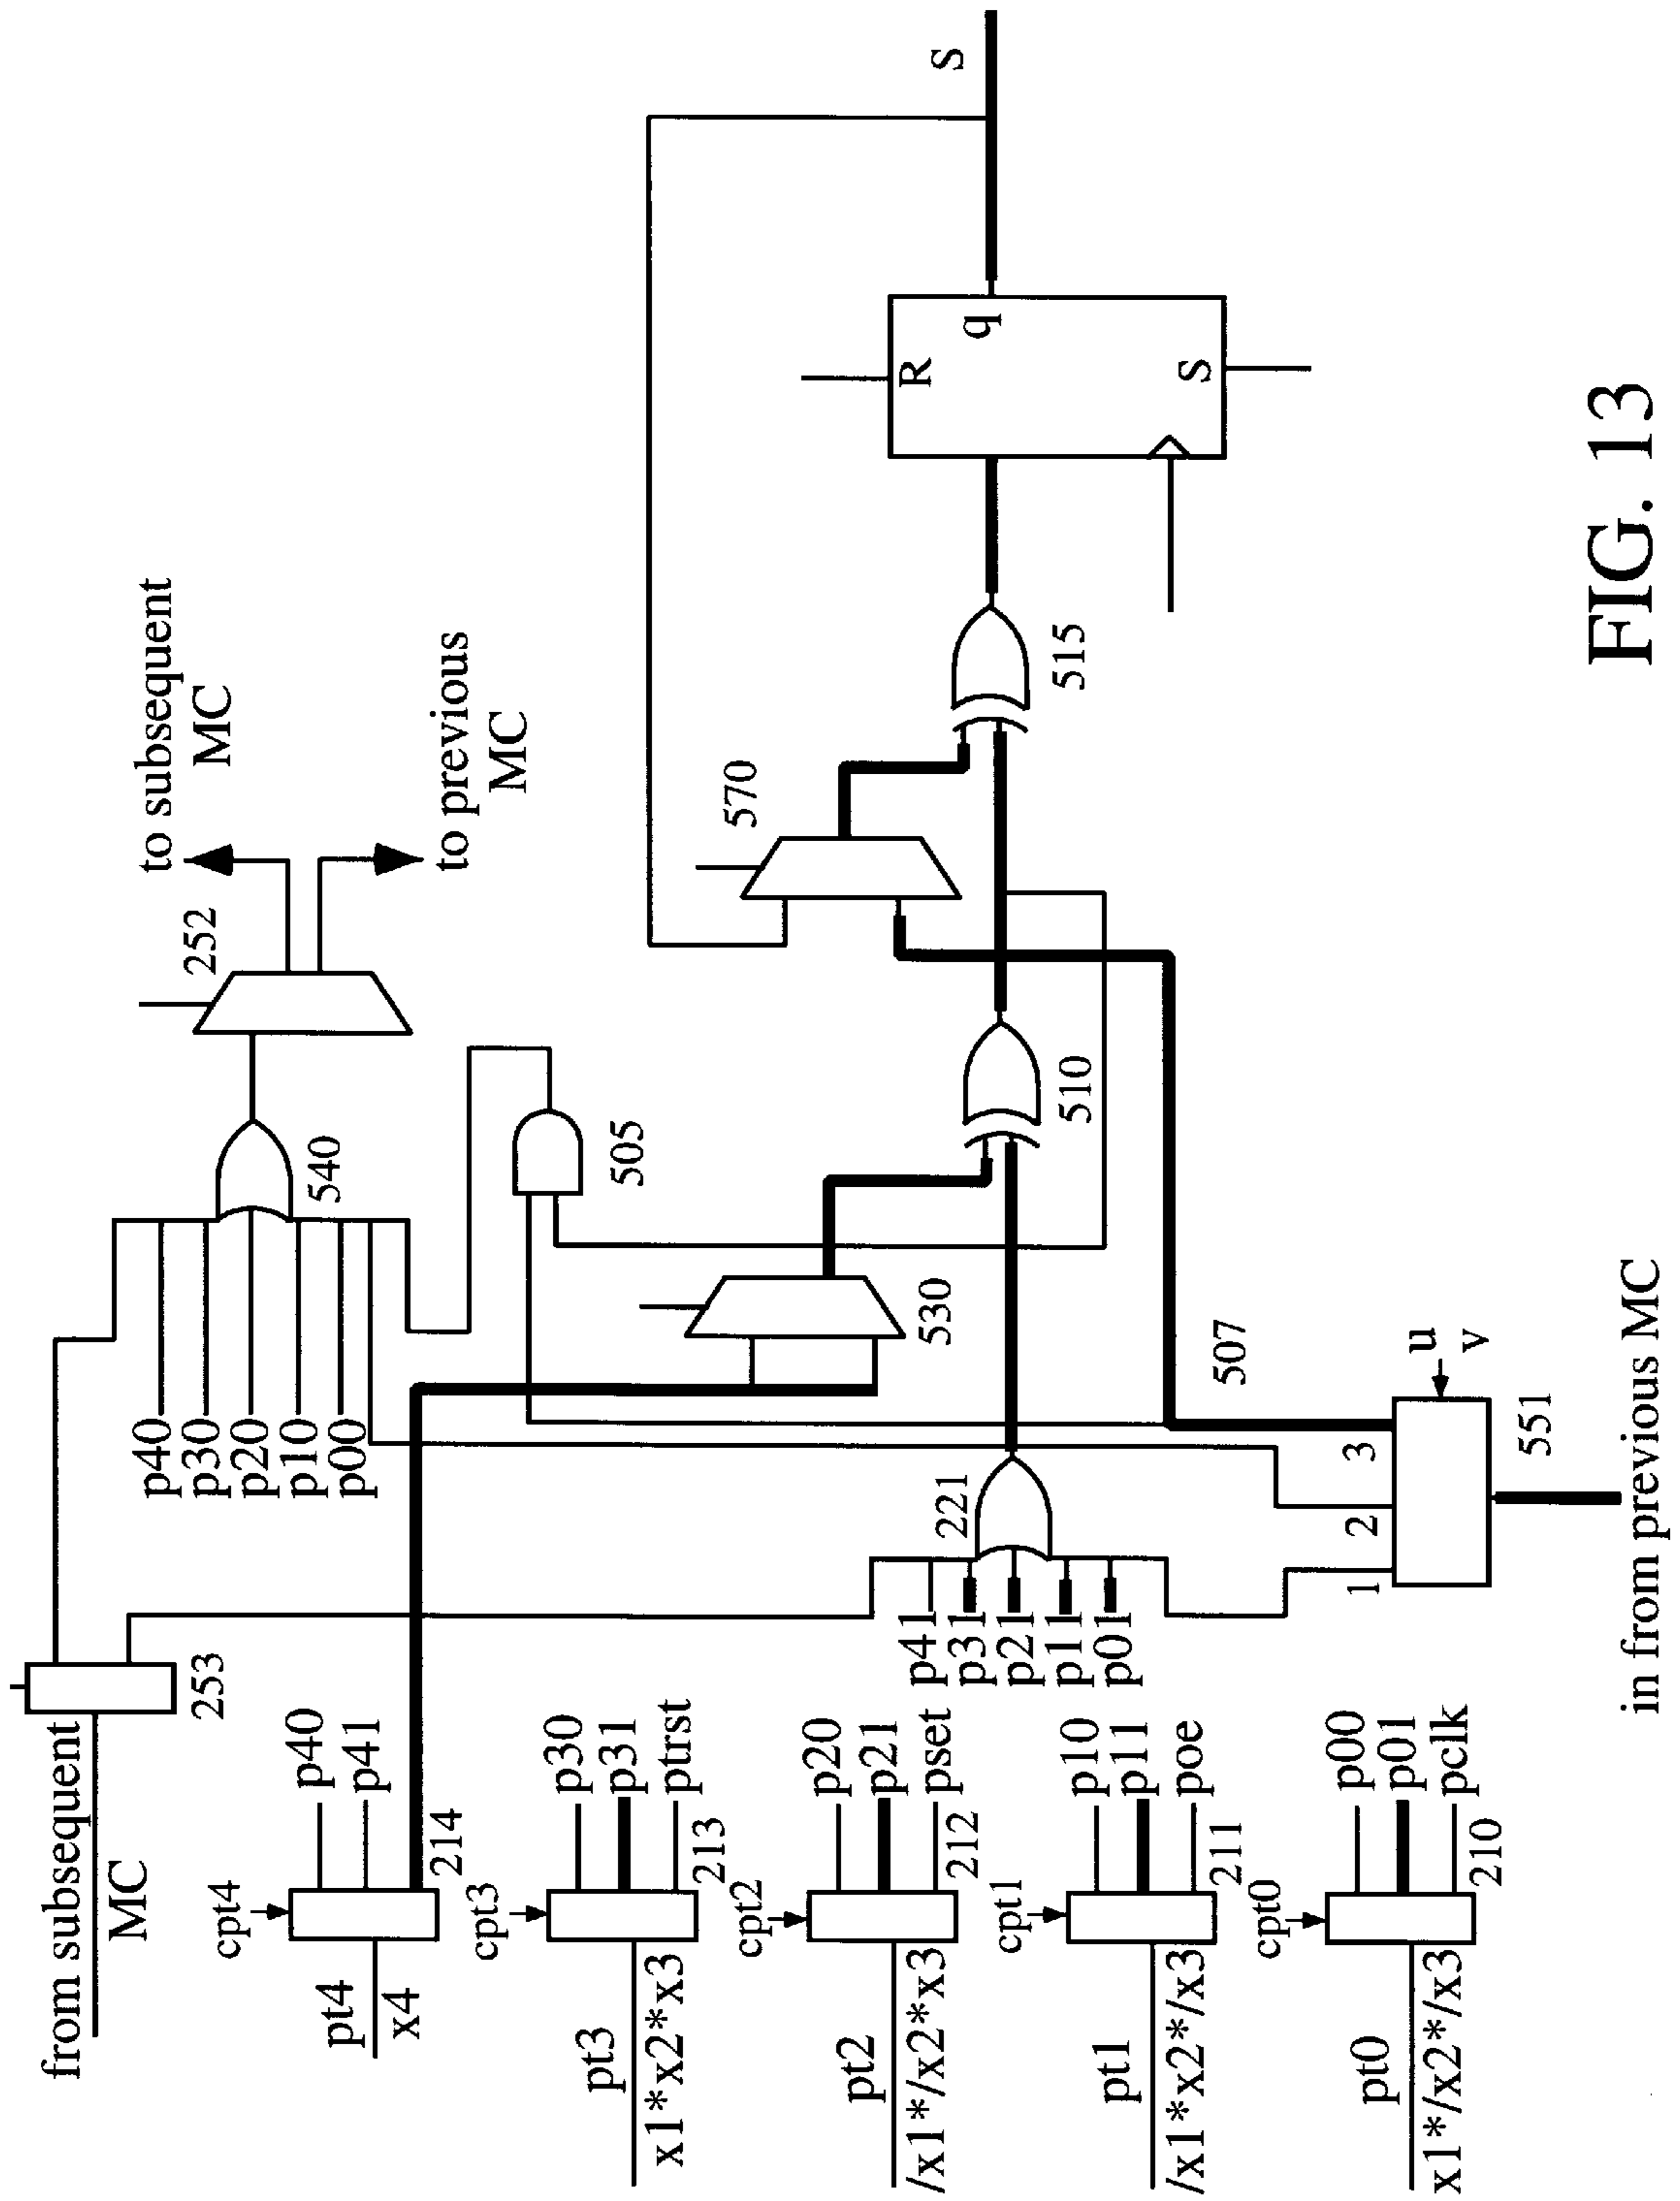 from subsequent
MC
253
to subsequent
MC
to previous
MC
252
540
p40
p30
p20
p10
p00
cpt4
pt4
x4
p40
p41
214
505
cpt3
pt3
x1*x2*x3
p30
p31
ptrst
213
530
570
S
cpt2
pt2
/x1*/x2*x3
p20
p21
pset
212
p41
p31
p21
p11
p01
221
510
515
R
q
S
cpt1
pt1
/x1*x2*/x3
p10
p11
poe
211
507
cpt0
pt0
x1*/x2*/x3
p00
p01
pclk
210
1
2
3
u
v
551
in from previous MC
FIG. 13